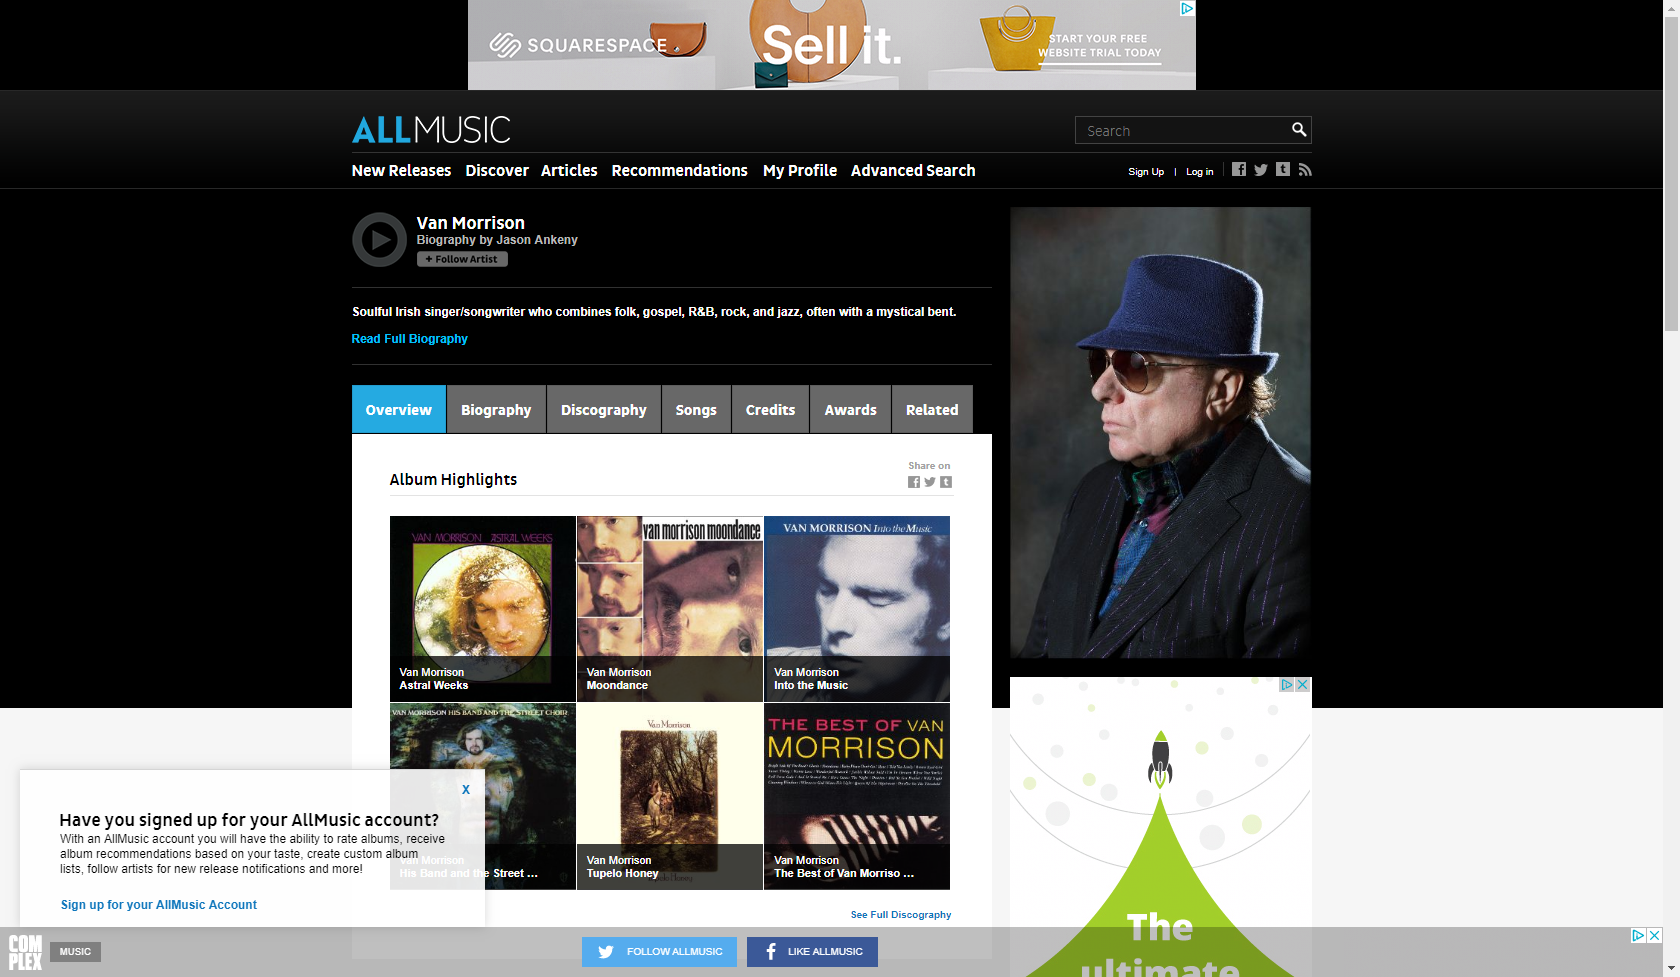 SQUARESPACE
Sell it.
START YOUR FREE
WEBSITE TRIAL TODAY
ALLMUSIC
Search
New Releases Discover Articles Recommendations My Profile Advanced Search
Sign Up | Log in
Van Morrison
Biography by Jason Ankeny
+ Follow Artist
Soulful Irish singer/songwriter who combines folk, gospel, R&B, rock, and jazz, often with a mystical bent.
Read Full Biography
Overview Biography Discography Songs Credits Awards Related
Album Highlights
Share on
VAN MORRISON ASTRAL WEEKS
van morrison moondance
VAN MORRISON Into the Music
Van Morrison
Astral Weeks
Van Morrison
Moondance
Van Morrison
Into the Music
VAN MORRISON HIS BAND AND THE STREET CHOIR
Van Morrison
THE BEST OF VAN
MORRISON
Van Morrison
His Band and the Street ...
Van Morrison
Tupelo Honey
Tupelo Honey
Van Morrison
The Best of Van Morriso ...
See Full Discography
X
Have you signed up for your AllMusic account?
With an AllMusic account you will have the ability to rate albums, receive
album recommendations based on your taste, create custom album
lists, follow artists for new release notifications and more!
Sign up for your AllMusic Account
The
ultimate
COM
PLEX
MUSIC
FOLLOW ALLMUSIC
LIKE ALLMUSIC